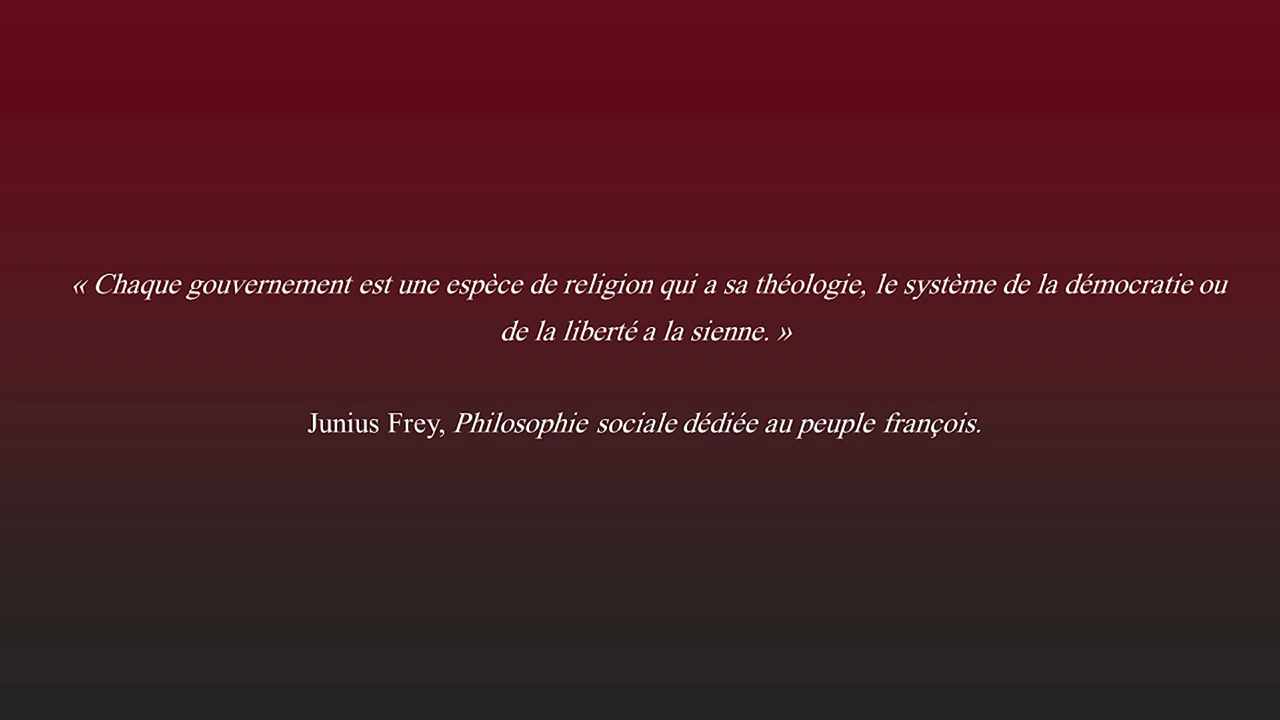 « Chaque gouvernement est une espèce de religion qui a sa théologie, le système de la démocratie ou
de la liberté a la sienne. »
Junius Frey, Philosophie sociale dédiée au peuple françois.